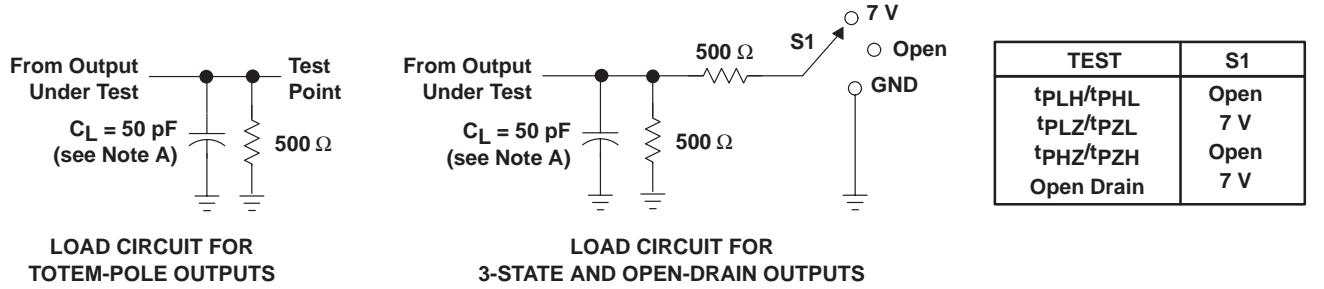 From Output
Under Test
Test
Point
CL = 50 pF
(see Note A)
500 Ω
LOAD CIRCUIT FOR
TOTEM-POLE OUTPUTS
From Output
Under Test
CL = 50 pF
(see Note A)
500 Ω
500 Ω
S1
7 V
Open
GND
LOAD CIRCUIT FOR
3-STATE AND OPEN-DRAIN OUTPUTS
TEST S1
tPLH/tPHL Open
tPLZ/tPZL 7 V
tPHZ/tPZH Open
Open Drain 7 V